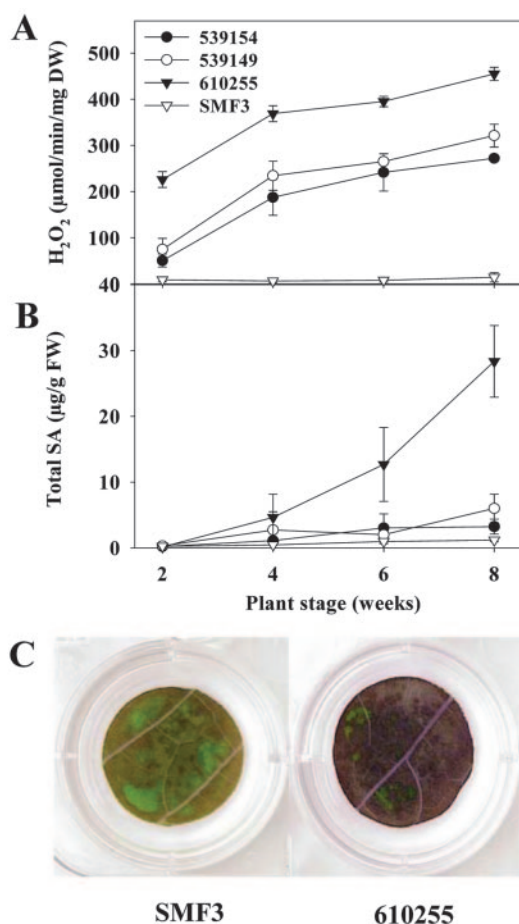 A
539154
539149
610255
SMF3
H₂O₂ (µmol/min/mg DW)
500
400
300
200
100
40
B
Total SA (µg/g FW)
30
20
10
0
2 4 6 8
Plant stage (weeks)
C
SMF3 610255